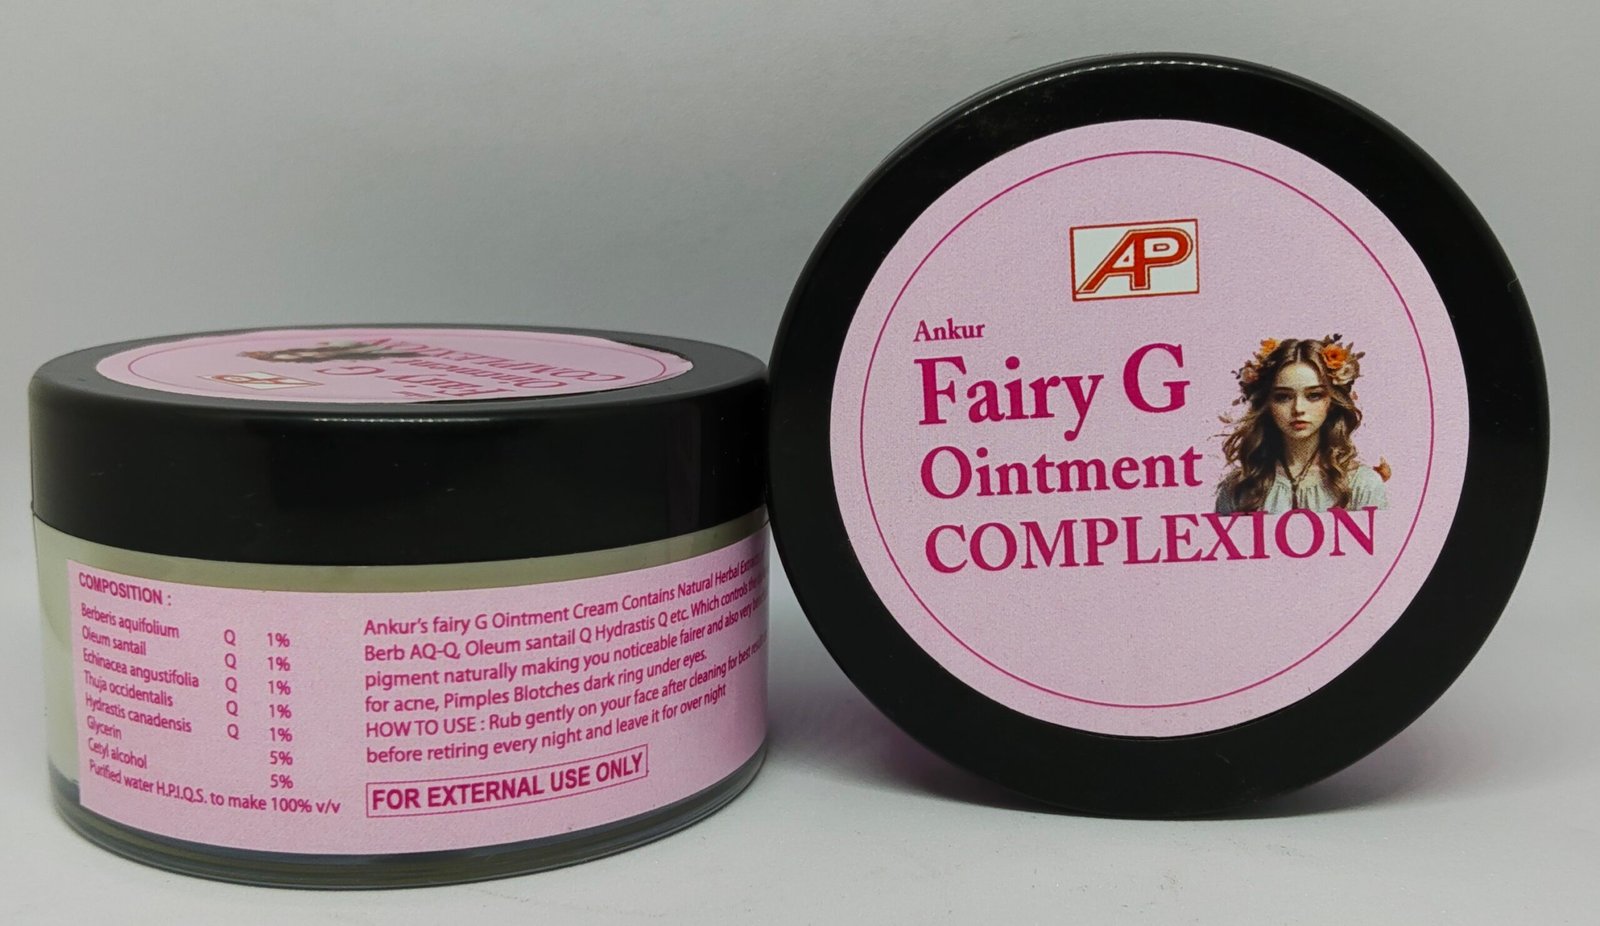 COMPOSITION :
Berberis aquifolium Q 1%
Oleum santail Q 1%
Echinacea angustifolia Q 1%
Thuja occidentalis Q 1%
Hydrastis canadensis Q 1%
Glycerin 5%
Cetyl alcohol 5%
Purified water H.P.I.Q.S. to make 100% v/v
Ankur's fairy G Ointment Cream Contains Natural Herbal
Berb AQ-Q, Oleum santail Q Hydrastis Q etc. Which controls
pigment naturally making you noticeable fairer and also very
for acne, Pimples Blotches dark ring under eyes.
HOW TO USE : Rub gently on your face after cleaning for best
before retiring every night and leave it for over night
FOR EXTERNAL USE ONLY
AP
Fairy G
Ointment
COMPLEXION
AP
Ankur
Fairy G
Ointment
COMPLEXION